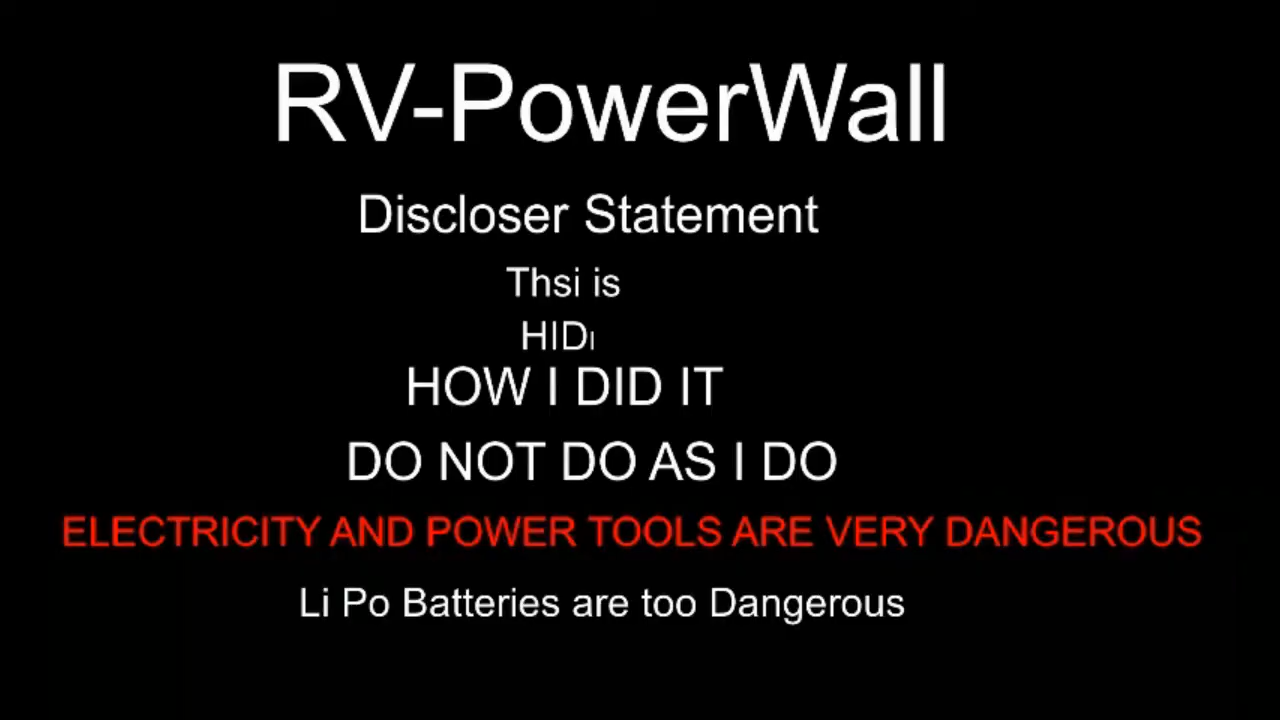 RV-PowerWall
Discloser Statement
Thsi is
HIDI
HOW I DID IT
DO NOT DO AS I DO
ELECTRICITY AND POWER TOOLS ARE VERY DANGEROUS
Li Po Batteries are too Dangerous